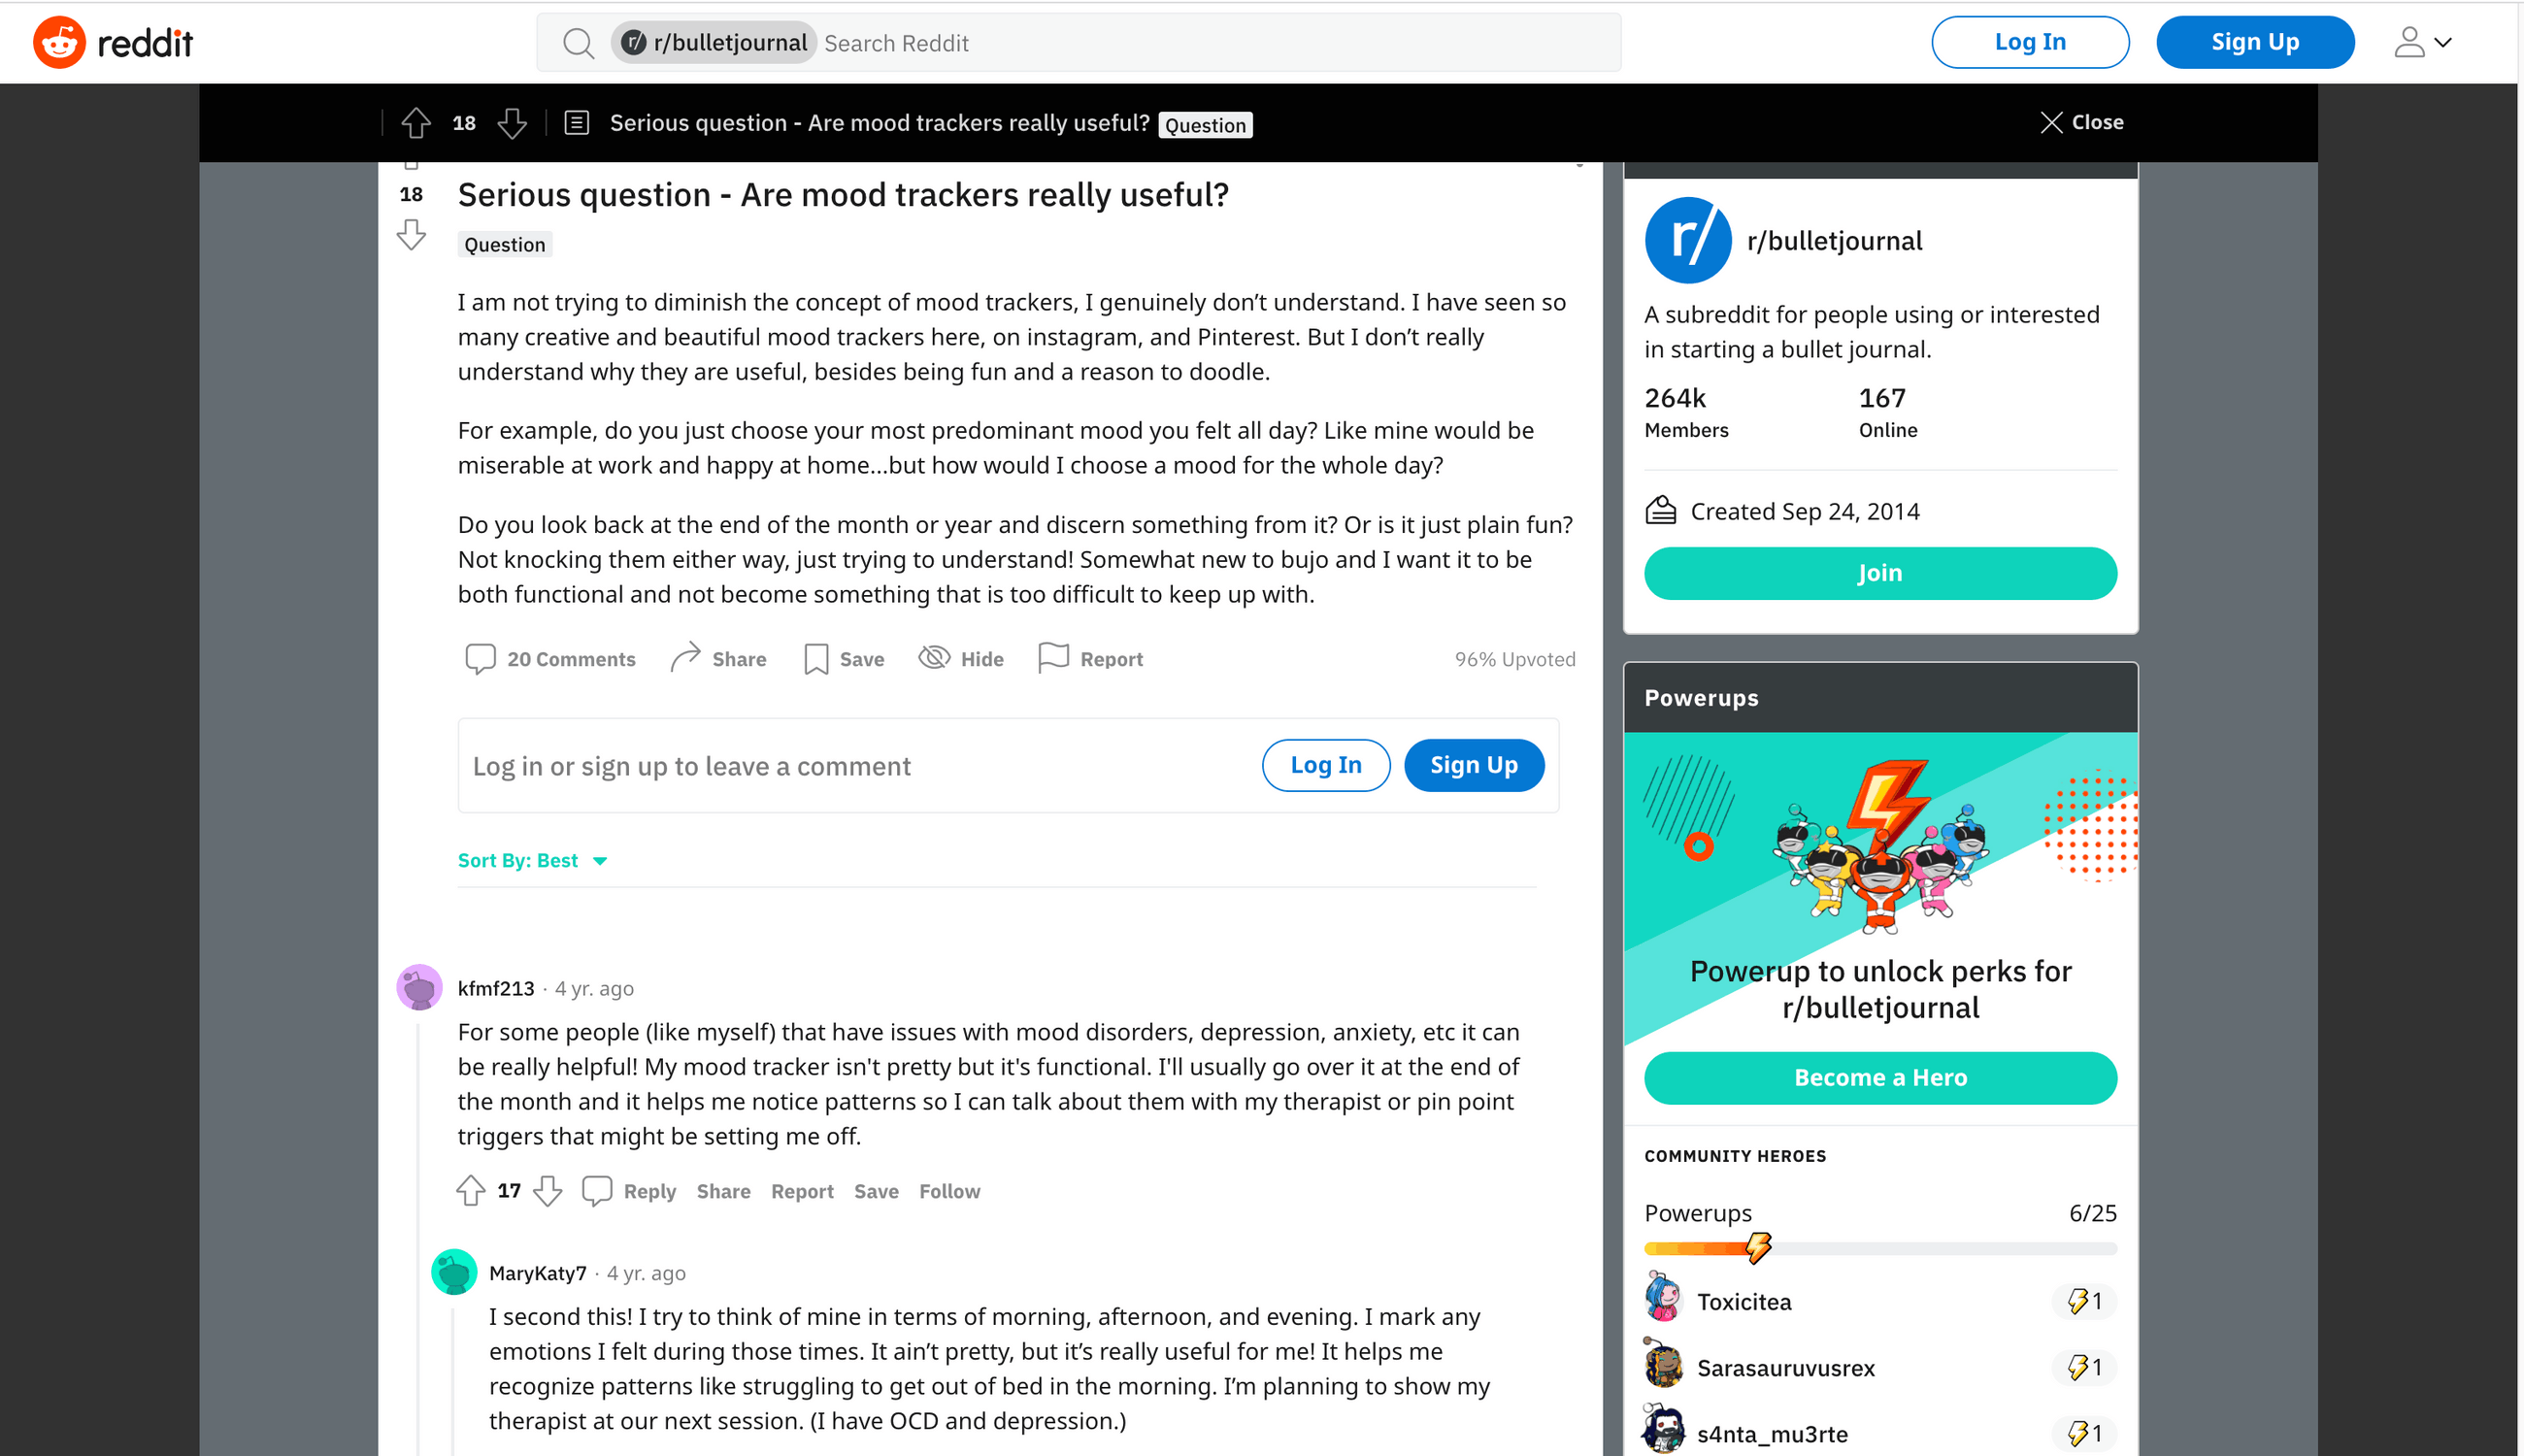 reddit
r/ r/bulletjournal Search Reddit
Log In
Sign Up
18
Serious question - Are mood trackers really useful? Question
Close
18
Serious question - Are mood trackers really useful?
Question
I am not trying to diminish the concept of mood trackers, I genuinely don’t understand. I have seen so
many creative and beautiful mood trackers here, on instagram, and Pinterest. But I don’t really
understand why they are useful, besides being fun and a reason to doodle.
For example, do you just choose your most predominant mood you felt all day? Like mine would be
miserable at work and happy at home...but how would I choose a mood for the whole day?
Do you look back at the end of the month or year and discern something from it? Or is it just plain fun?
Not knocking them either way, just trying to understand! Somewhat new to bujo and I want it to be
both functional and not become something that is too difficult to keep up with.
20 Comments Share Save Hide Report 96% Upvoted
Log in or sign up to leave a comment Log In Sign Up
Sort By: Best
kfmf213 · 4 yr. ago
For some people (like myself) that have issues with mood disorders, depression, anxiety, etc it can
be really helpful! My mood tracker isn't pretty but it's functional. I'll usually go over it at the end of
the month and it helps me notice patterns so I can talk about them with my therapist or pin point
triggers that might be setting me off.
17 Reply Share Report Save Follow
MaryKaty7 · 4 yr. ago
I second this! I try to think of mine in terms of morning, afternoon, and evening. I mark any
emotions I felt during those times. It ain’t pretty, but it’s really useful for me! It helps me
recognize patterns like struggling to get out of bed in the morning. I’m planning to show my
therapist at our next session. (I have OCD and depression.)
r/ r/bulletjournal
A subreddit for people using or interested
in starting a bullet journal.
264k 167
Members Online
Created Sep 24, 2014
Join
Powerups
Powerup to unlock perks for
r/bulletjournal
Become a Hero
COMMUNITY HEROES
Powerups 6/25
Toxicitea 1
Sarasauruvusrex 1
s4nta_mu3rte 1